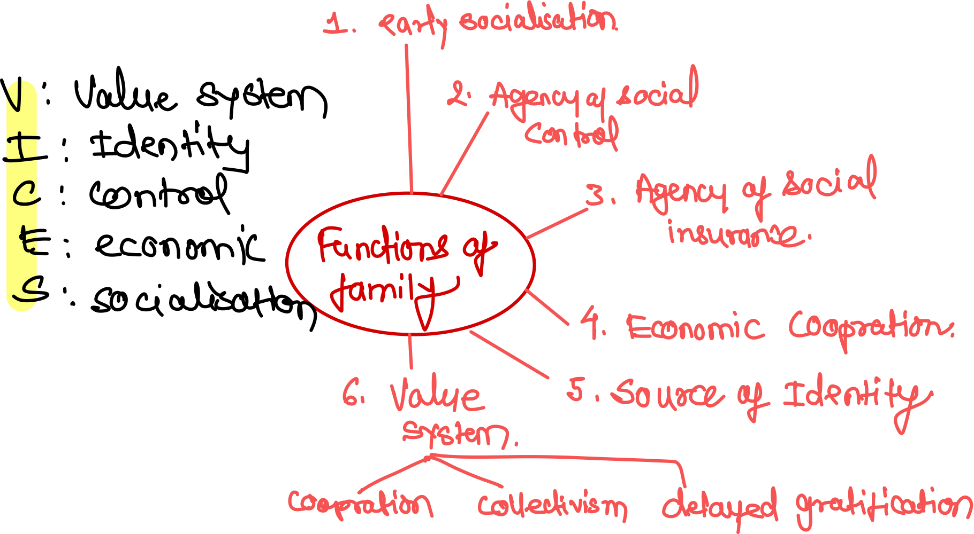 1. early socialisation
V: Value system
I: Identity
C: control
E: economic
S: socialisation
Functions of
family
2. Agency of social
control
3. Agency of social
insurance.
4. Economic Coopration.
5. Source of Identity.
6. Value
system.
coopration
collectivism
delayed gratification